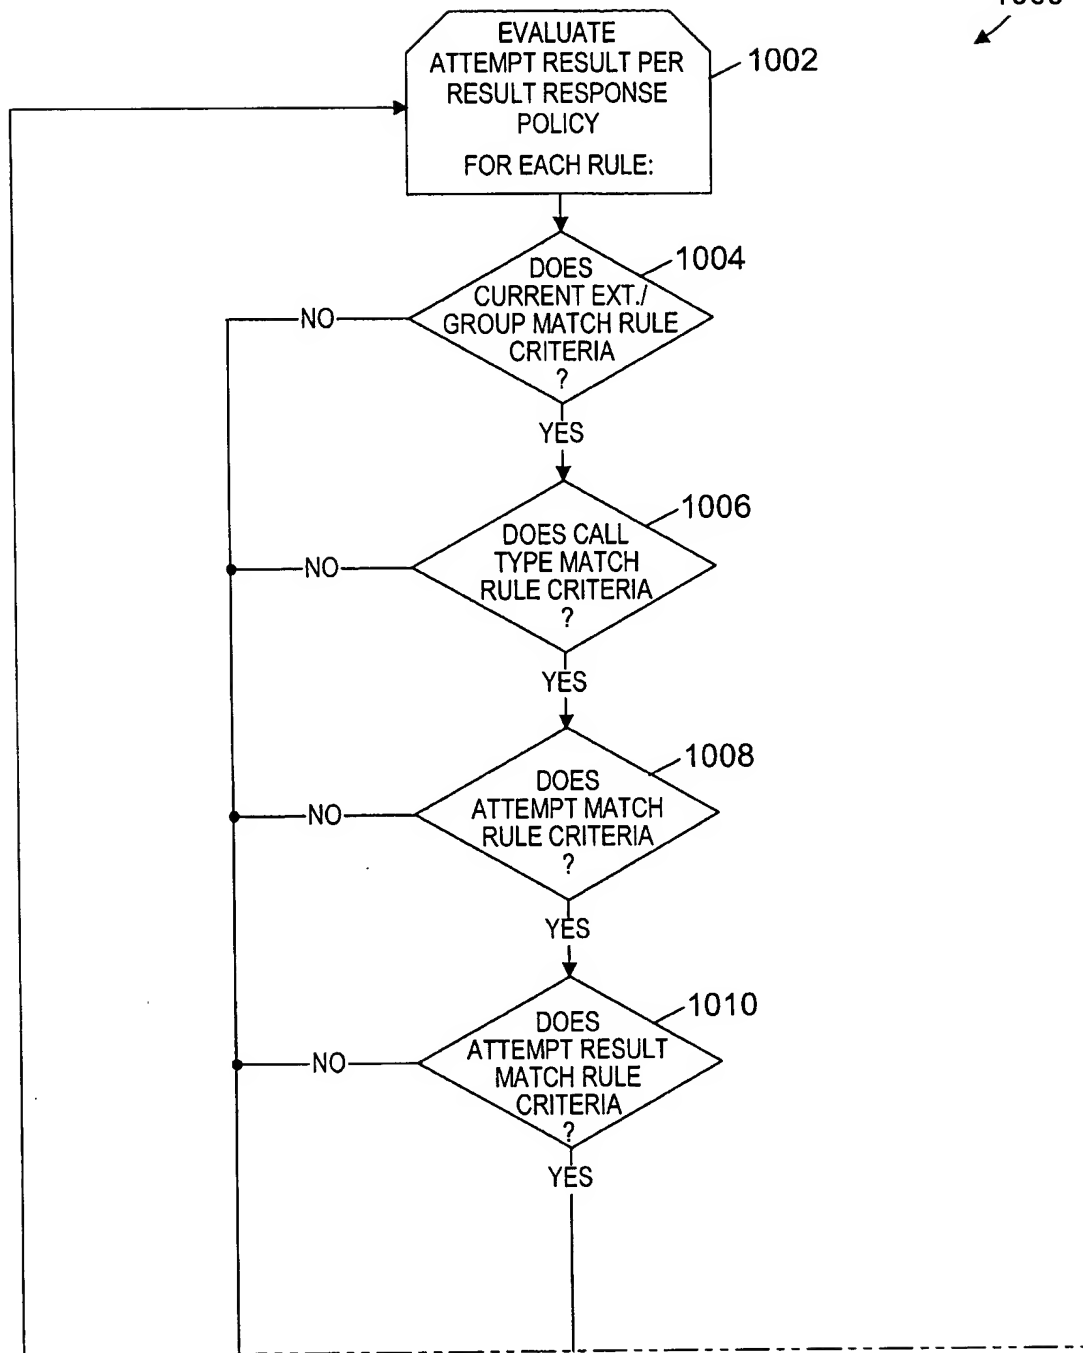 EVALUATE
ATTEMPT RESULT PER
RESULT RESPONSE
POLICY
FOR EACH RULE:
1002
DOES
CURRENT EXT./
GROUP MATCH RULE
CRITERIA
?
1004
NO
YES
DOES CALL
TYPE MATCH
RULE CRITERIA
?
1006
NO
YES
DOES
ATTEMPT MATCH
RULE CRITERIA
?
1008
NO
YES
DOES
ATTEMPT RESULT
MATCH RULE
CRITERIA
?
1010
NO
YES